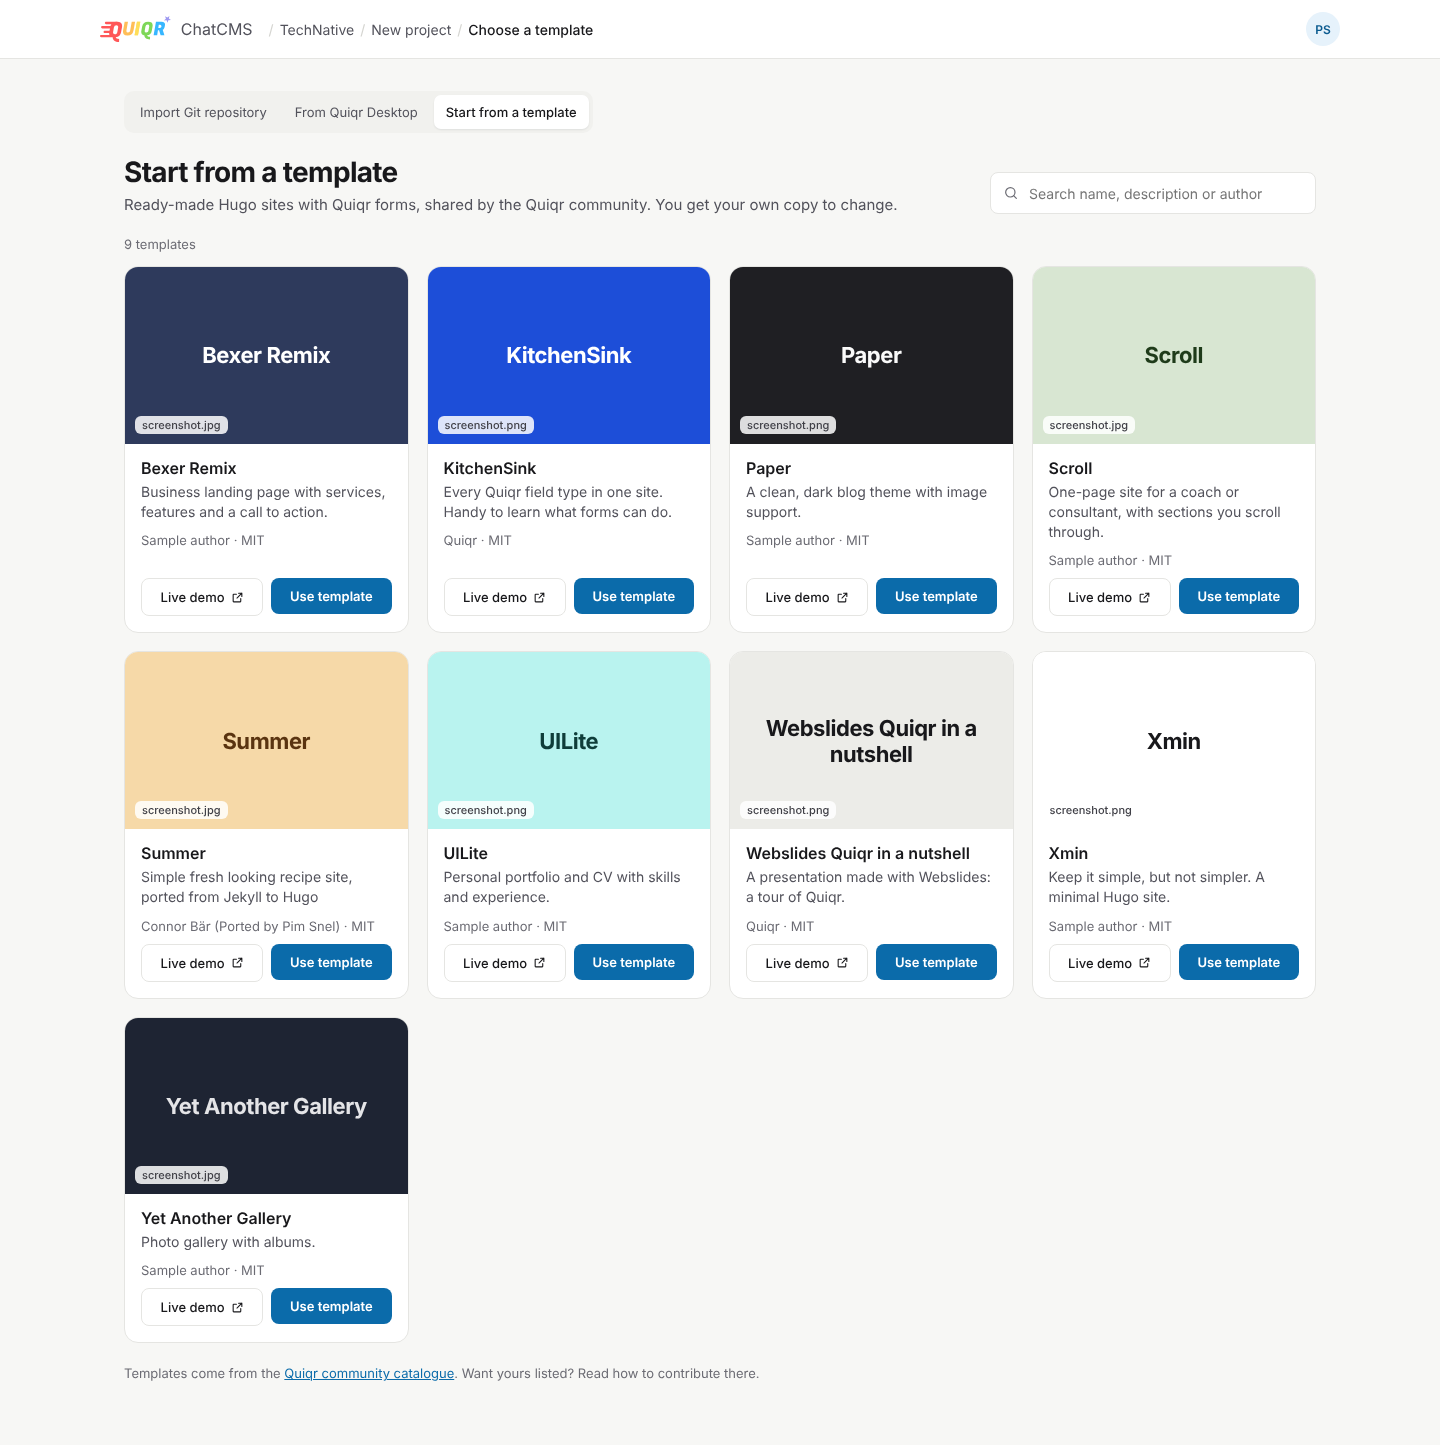 QUIQR ChatCMS / TechNative / New project / Choose a template
PS
Import Git repository
From Quiqr Desktop
Start from a template
Start from a template
Ready-made Hugo sites with Quiqr forms, shared by the Quiqr community. You get your own copy to change.
Search name, description or author
9 templates
Bexer Remix
screenshot.jpg
Bexer Remix
Business landing page with services,
features and a call to action.
Sample author · MIT
Live demo
Use template
KitchenSink
screenshot.png
KitchenSink
Every Quiqr field type in one site.
Handy to learn what forms can do.
Quiqr · MIT
Live demo
Use template
Paper
screenshot.png
Paper
A clean, dark blog theme with image
support.
Sample author · MIT
Live demo
Use template
Scroll
screenshot.jpg
Scroll
One-page site for a coach or
consultant, with sections you scroll
through.
Sample author · MIT
Live demo
Use template
Summer
screenshot.jpg
Summer
Simple fresh looking recipe site,
ported from Jekyll to Hugo
Connor Bär (Ported by Pim Snel) · MIT
Live demo
Use template
UILite
screenshot.png
UILite
Personal portfolio and CV with skills
and experience.
Sample author · MIT
Live demo
Use template
Webslides Quiqr in a
nutshell
screenshot.png
Webslides Quiqr in a nutshell
A presentation made with Webslides:
a tour of Quiqr.
Quiqr · MIT
Live demo
Use template
Xmin
screenshot.png
Xmin
Keep it simple, but not simpler. A
minimal Hugo site.
Sample author · MIT
Live demo
Use template
Yet Another Gallery
screenshot.jpg
Yet Another Gallery
Photo gallery with albums.
Sample author · MIT
Live demo
Use template
Templates come from the Quiqr community catalogue. Want yours listed? Read how to contribute there.